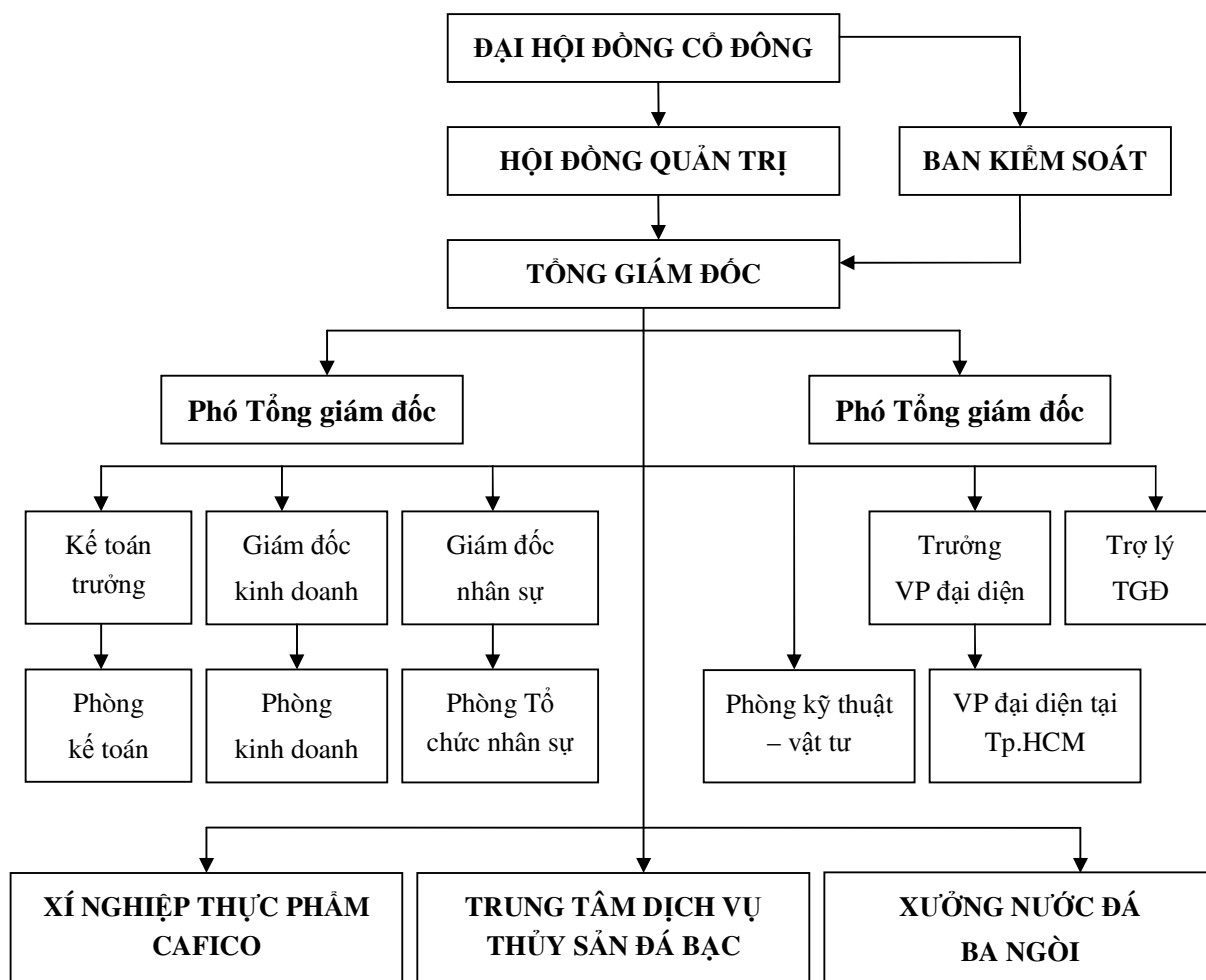 ĐẠI HỘI ĐỒNG CỔ ĐÔNG
HỘI ĐỒNG QUẢN TRỊ
BAN KIỂM SOÁT
TỔNG GIÁM ĐỐC
Phó Tổng giám đốc
Phó Tổng giám đốc
Kế toán
trưởng
Giám đốc
kinh doanh
Giám đốc
nhân sự
Trưởng
VP đại diện
Trợ lý
TGĐ
Phòng
kế toán
Phòng
kinh doanh
Phòng Tổ
chức nhân sự
Phòng kỹ thuật
– vật tư
VP đại diện tại
Tp.HCM
XÍ NGHIỆP THỰC PHẨM
CAFICO
TRUNG TÂM DỊCH VỤ
THỦY SẢN ĐÁ BẠC
XƯỞNG NƯỚC ĐÁ
BA NGÒI